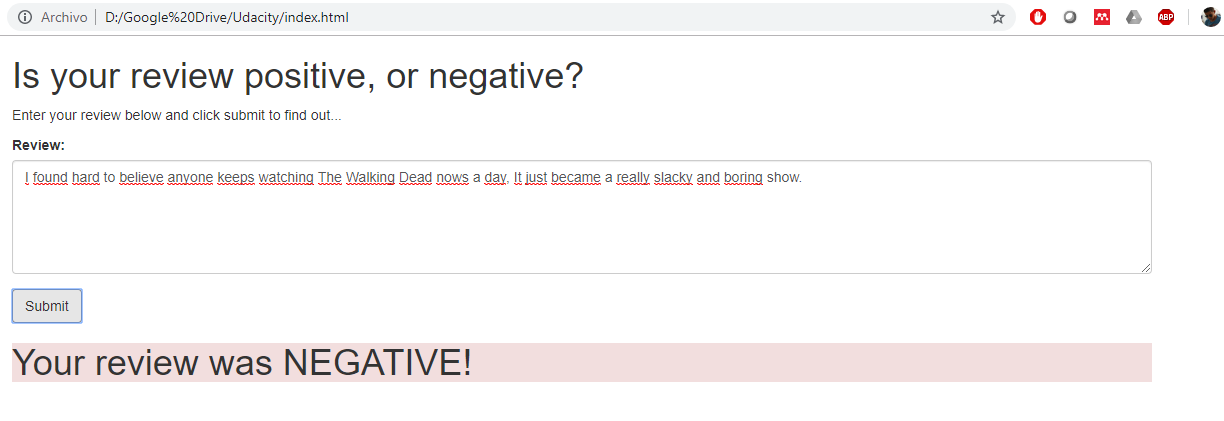 Archivo D:/Google%20Drive/Udacity/index.html
ABP
Is your review positive, or negative?
Enter your review below and click submit to find out...
Review:
I found hard to believe anyone keeps watching The Walking Dead nows a day, It just became a really slacky and boring show.
Submit
Your review was NEGATIVE!